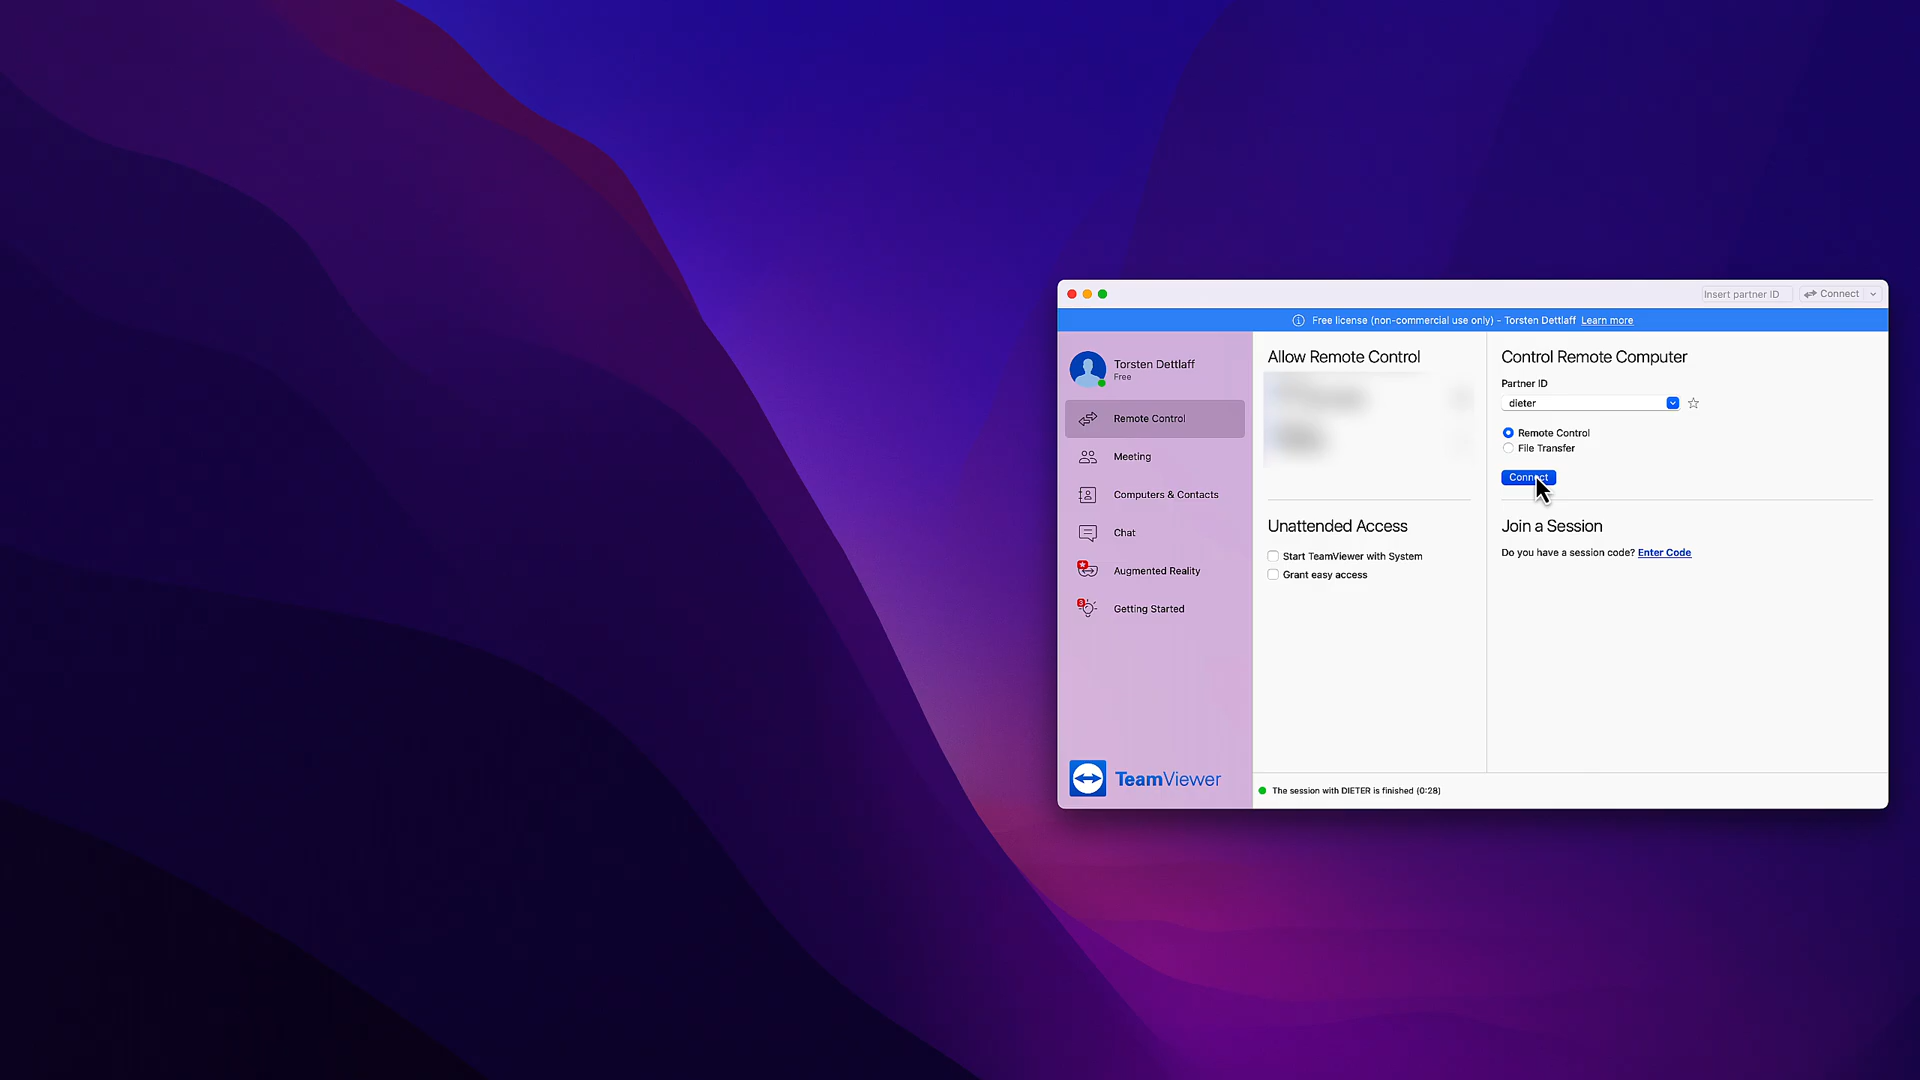 Insert partner ID
Connect
Free license (non-commercial use only) - Torsten Dettlaff Learn more
Torsten Dettlaff
Free
Remote Control
Meeting
Computers & Contacts
Chat
Augmented Reality
3
Getting Started
TeamViewer
Allow Remote Control
Unattended Access
Start TeamViewer with System
Grant easy access
Control Remote Computer
Partner ID
dieter
Remote Control
File Transfer
Connect
Join a Session
Do you have a session code? Enter Code
The session with DIETER is finished (0:28)